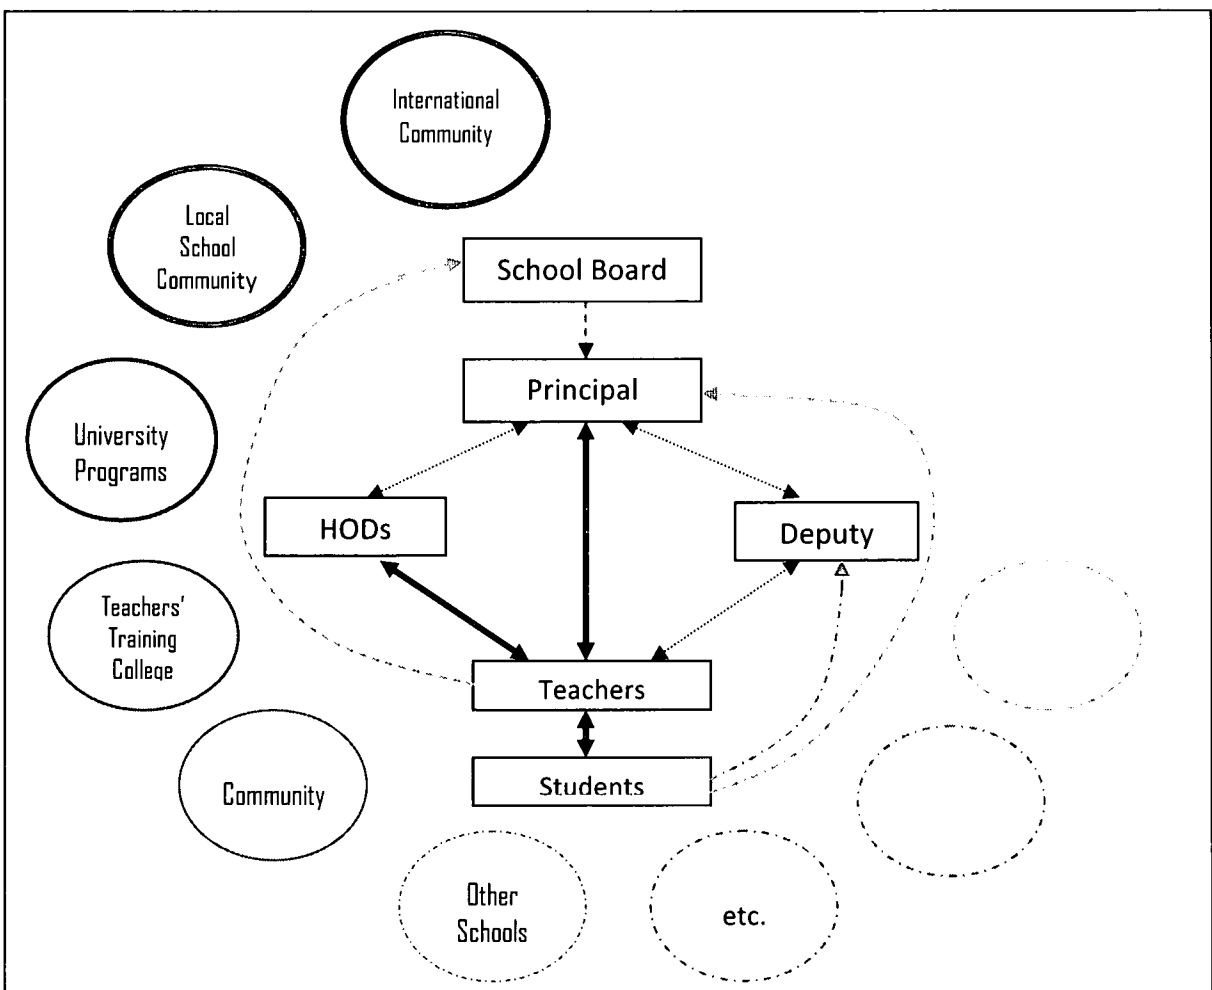 International
Community
Local
School
Community
School Board
Principal
University
Programs
HODs
Deputy
Teachers'
Training
College
Teachers
Students
Community
Other
Schools
etc.